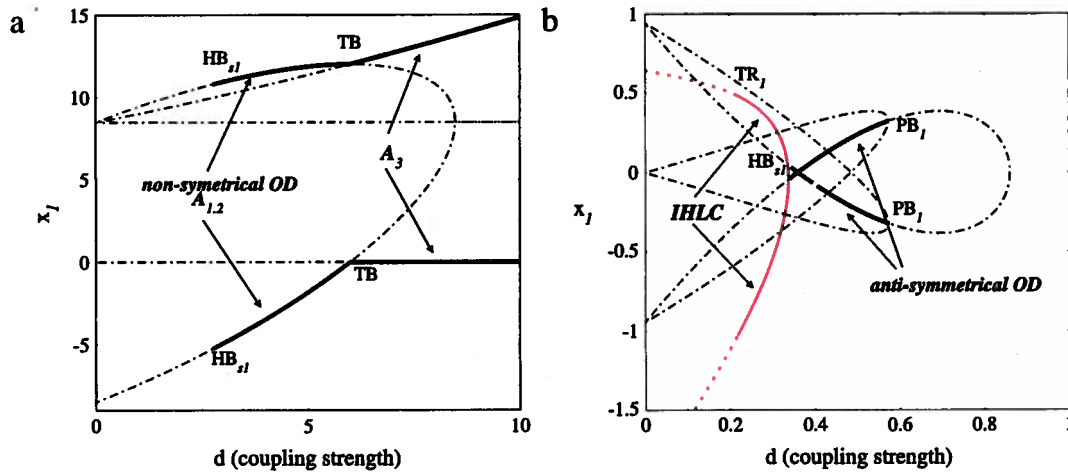 a
15
10
5
0
-5
0
5
10
x1
d (coupling strength)
HBs1
TB
A3
non-symetrical OD
A1,2
TB
HBs1
b
1
0.5
0
-0.5
-1
-1.5
0
0.2
0.4
0.6
0.8
x1
d (coupling strength)
TR1
PB1
HBs1
IHLC
PB1
anti-symmetrical OD